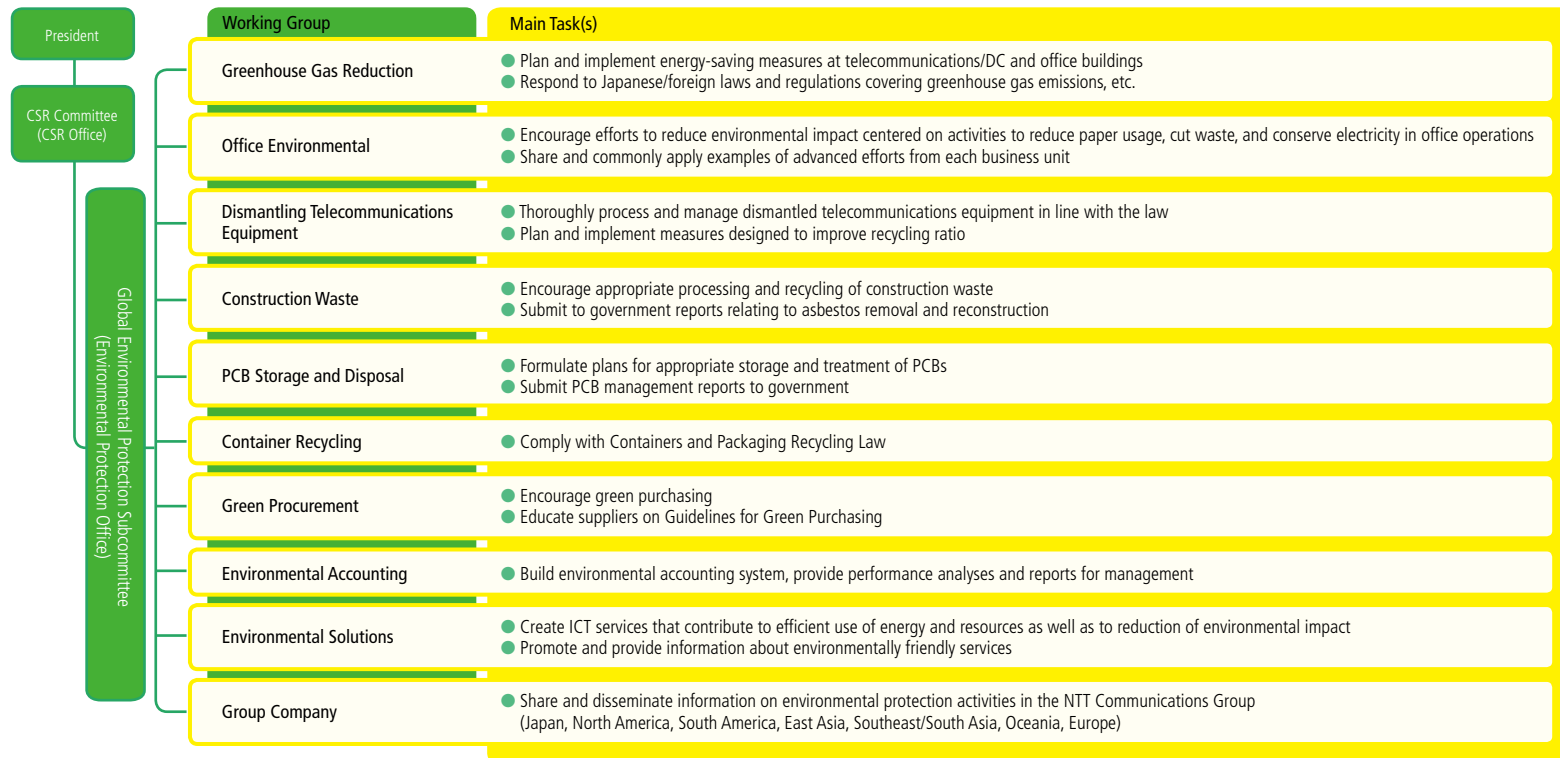 President
CSR Committee
(CSR Office)
Global Environmental Protection Subcommittee
(Environmental Protection Office)
Working Group
Main Task(s)
Greenhouse Gas Reduction
● Plan and implement energy-saving measures at telecommunications/DC and office buildings
● Respond to Japanese/foreign laws and regulations covering greenhouse gas emissions, etc.
Office Environmental
● Encourage efforts to reduce environmental impact centered on activities to reduce paper usage, cut waste, and conserve electricity in office operations
● Share and commonly apply examples of advanced efforts from each business unit
Dismantling Telecommunications
Equipment
● Thoroughly process and manage dismantled telecommunications equipment in line with the law
● Plan and implement measures designed to improve recycling ratio
Construction Waste
● Encourage appropriate processing and recycling of construction waste
● Submit to government reports relating to asbestos removal and reconstruction
PCB Storage and Disposal
● Formulate plans for appropriate storage and treatment of PCBs
● Submit PCB management reports to government
Container Recycling
● Comply with Containers and Packaging Recycling Law
Green Procurement
● Encourage green purchasing
● Educate suppliers on Guidelines for Green Purchasing
Environmental Accounting
● Build environmental accounting system, provide performance analyses and reports for management
Environmental Solutions
● Create ICT services that contribute to efficient use of energy and resources as well as to reduction of environmental impact
● Promote and provide information about environmentally friendly services
Group Company
● Share and disseminate information on environmental protection activities in the NTT Communications Group
(Japan, North America, South America, East Asia, Southeast/South Asia, Oceania, Europe)